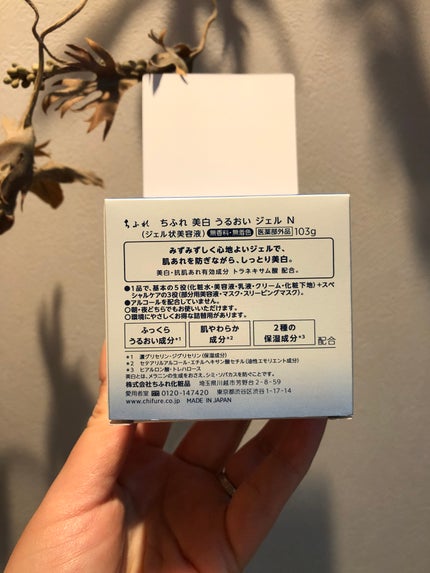 ちふれ ちふれ 美白 うるおい ジェル N
(ジェル状美容液) 無香料・無着色 医薬部外品 103g
みずみずしく心地よいジェルで、
肌あれを防ぎながら、しっとり美白。
美白・抗肌あれ有効成分 トラネキサム酸 配合。
●1品で、基本の5役(化粧水・美容液・乳液・クリーム・化粧下地)+スペ
シャルケアの3役(部分用美容液・マスク・スリーピングマスク)。
●アルコールを配合していません。
○朝・夜どちらでもお使いいただけます。
○環境にやさしくお得な詰替用があります。
ふっくら
うるおい成分*1
肌やわらか
成分*2
2種の
保湿成分*3
配合
*1 濃グリセリン・ジグリセリン(保湿成分)
*2 セテアリルアルコール・エチルヘキサン酸セチル(油性エモリエント成分)
*3 ヒアルロン酸・トレハロース
美白とは、メラニンの生成をおさえ、シミ・ソバカスを防ぐことです。
株式会社ちふれ化粧品 埼玉県川越市芳野台2-8-59
愛用者室 0120-147420 東京都渋谷区渋谷1-17-14
www.chifure.co.jp MADE IN JAPAN